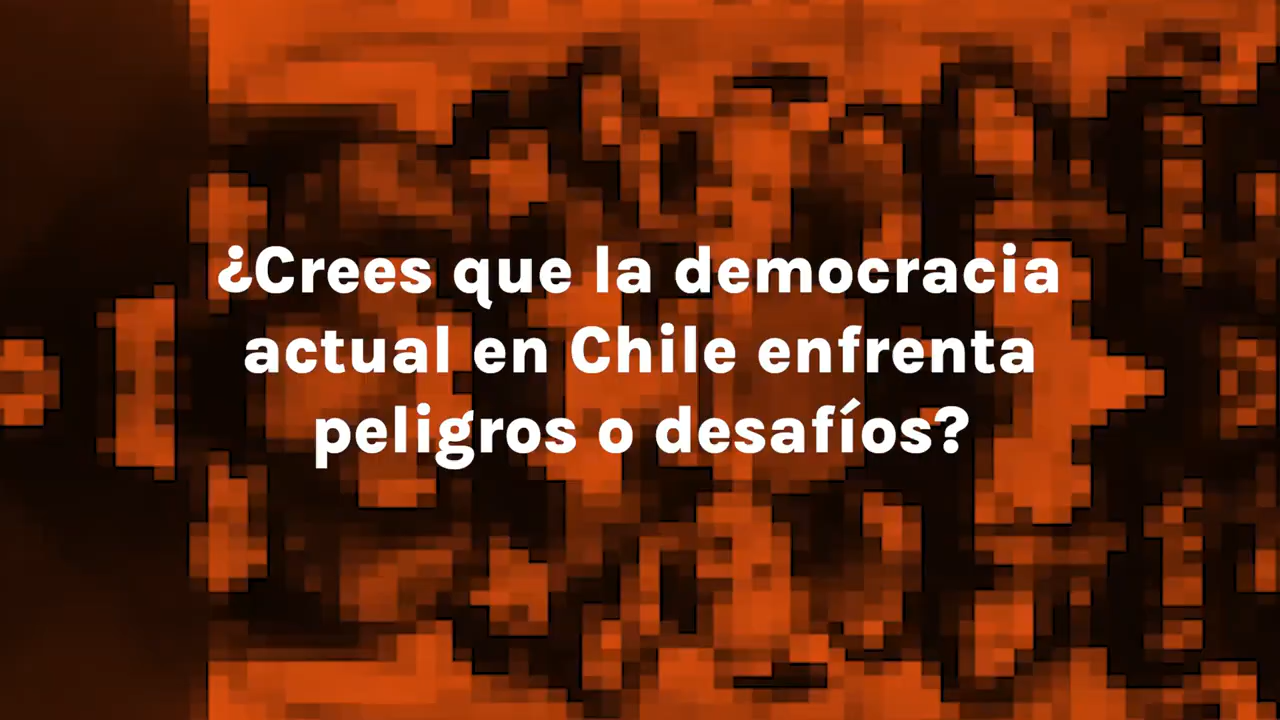 ¿Crees que la democracia
actual en Chile enfrenta
peligros o desafíos?